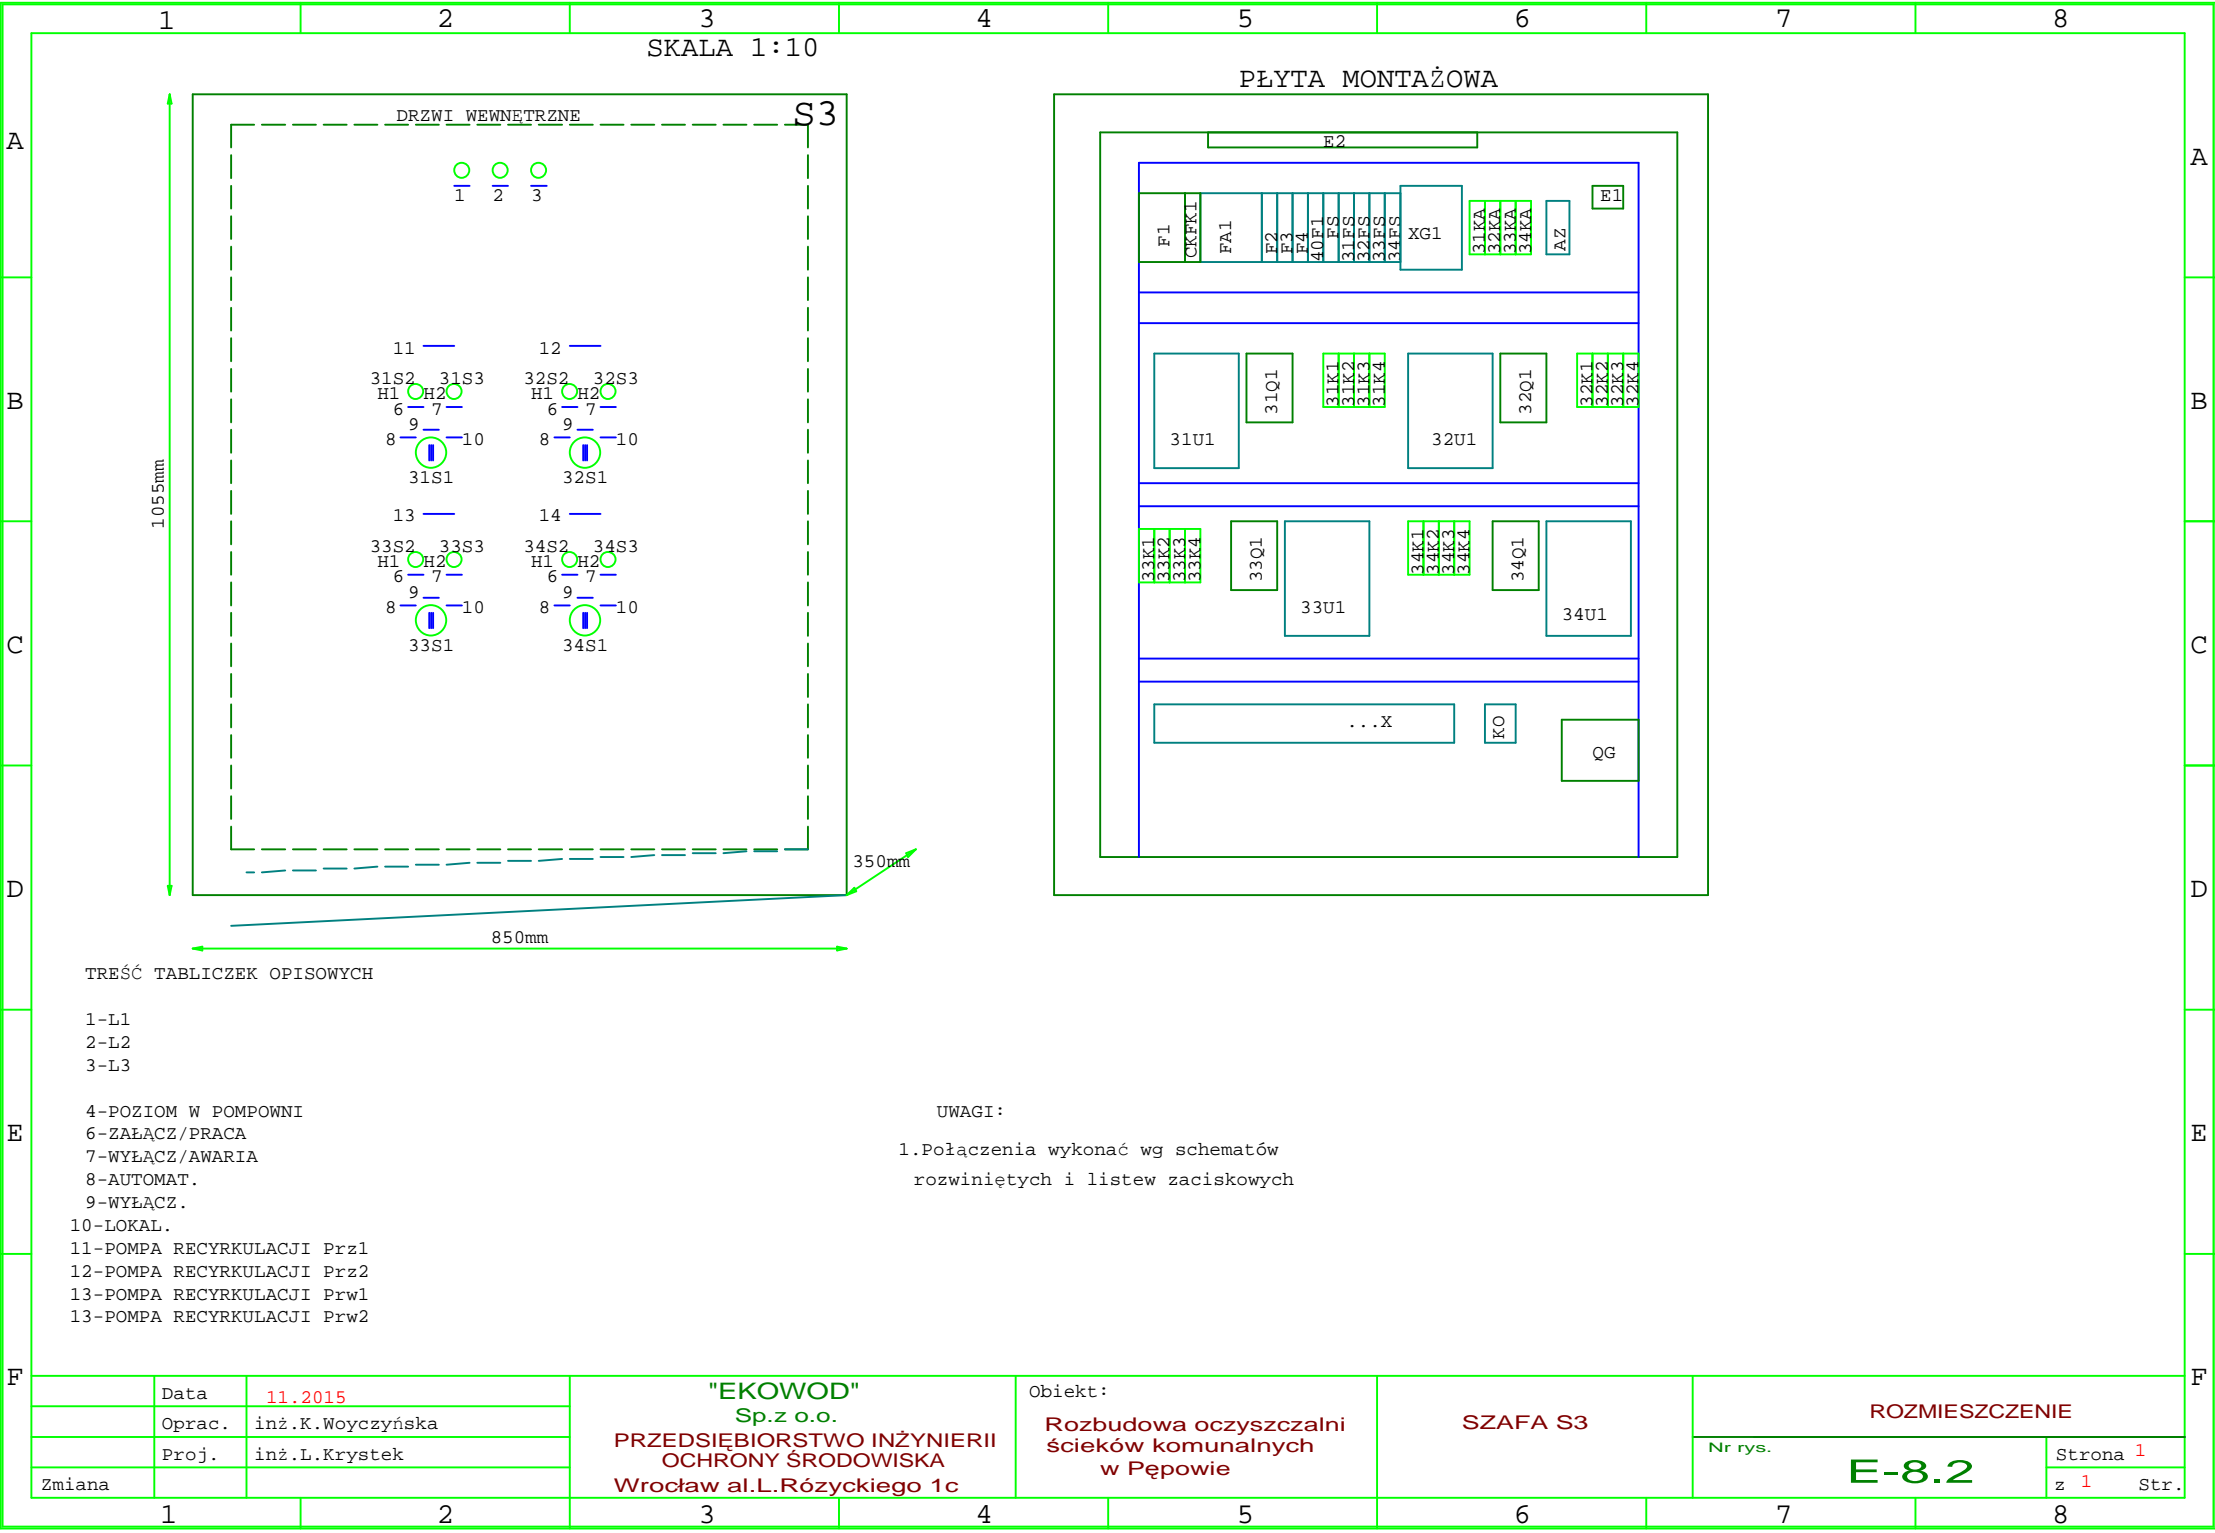 1 2 3 4 5 6 7 8
SKALA 1:10
PŁYTA MONTAŻOWA
DRZWI WEWNĘTRZNE
S3
A
A
E2
1 2 3
E1
F1 CKFK1 FA1 F2 F3 F4 40F1 FS 31FS 32FS 33FS 34FS XG1 31KA 32KA 33KA 34KA AZ
11 12
31S2 31S3 32S2 32S3
H1 H2 H1 H2
6 7 6 7
9 9
8 10 8 10
31S1 32S1
B
B
31U1 31Q1 31K1 31K2 31K3 31K4 32U1 32Q1 32K1 32K2 32K3 32K4
1055mm
13 14
33S2 33S3 34S2 34S3
H1 H2 H1 H2
6 7 6 7
9 9
8 10 8 10
33S1 34S1
33K1 33K2 33K3 33K4 33Q1 33U1 34K1 34K2 34K3 34K4 34Q1 34U1
C
C
...X KO QG
350mm
D
D
850mm
TREŚĆ TABLICZEK OPISOWYCH
1-L1
2-L2
3-L3
4-POZIOM W POMPOWNI
6-ZAŁĄCZ/PRACA
7-WYŁĄCZ/AWARIA
8-AUTOMAT.
9-WYŁĄCZ.
10-LOKAL.
11-POMPA RECYRKULACJI Prz1
12-POMPA RECYRKULACJI Prz2
13-POMPA RECYRKULACJI Prw1
13-POMPA RECYRKULACJI Prw2
E
E
UWAGI:
1.Połączenia wykonać wg schematów
rozwiniętych i listew zaciskowych
F
F
Data 11.2015
Oprac. inż.K.Woyczyńska
Proj. inż.L.Krystek
Zmiana
"EKOWOD"
Sp.z o.o.
PRZEDSIĘBIORSTWO INŻYNIERII
OCHRONY ŚRODOWISKA
Wrocław al.L.Rózyckiego 1c
Obiekt:
Rozbudowa oczyszczalni
ścieków komunalnych
w Pępowie
SZAFA S3
ROZMIESZCZENIE
Nr rys.
E-8.2
Strona 1
z 1 Str.
1 2 3 4 5 6 7 8